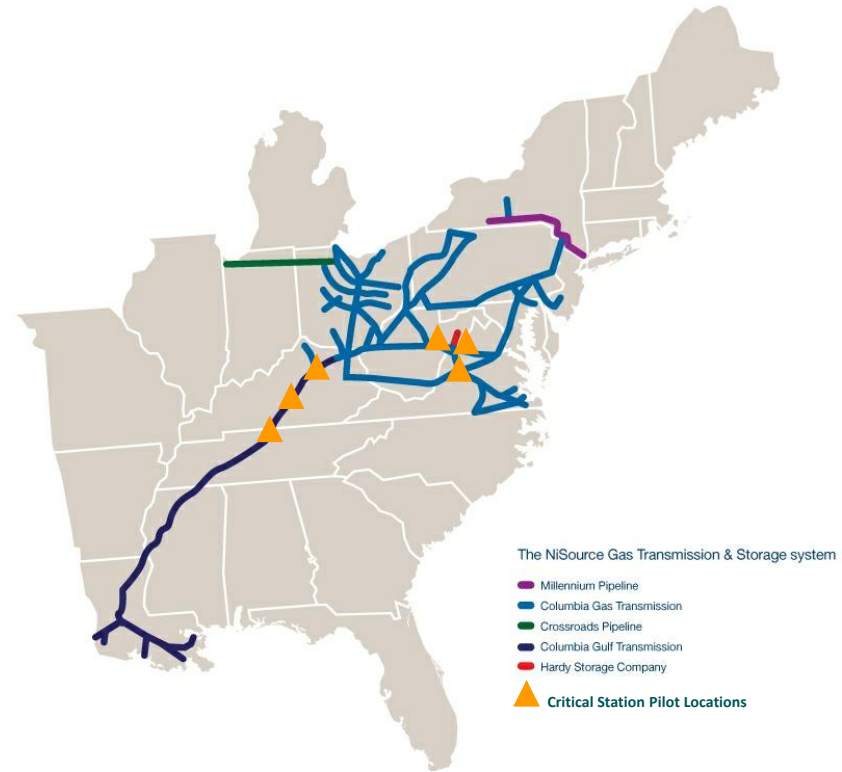 The NiSource Gas Transmission & Storage system
Millennium Pipeline
Columbia Gas Transmission
Crossroads Pipeline
Columbia Gulf Transmission
Hardy Storage Company
Critical Station Pilot Locations